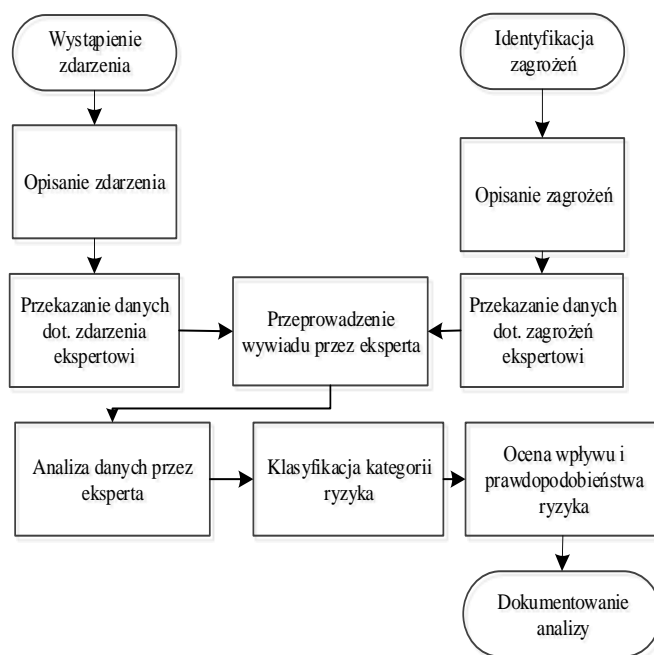 Wystąpienie
zdarzenia
Identyfikacja
zagrożeń
Opisanie zdarzenia
Opisanie zagrożeń
Przekazanie danych
dot. zdarzenia
ekspertowi
Przeprowadzenie
wywiadu przez eksperta
Przekazanie danych
dot. zagrożeń
ekspertowi
Analiza danych przez
eksperta
Klasyfikacja kategorii
ryzyka
Ocena wpływu i
prawdopodobieństwa
ryzyka
Dokumentowanie
analizy